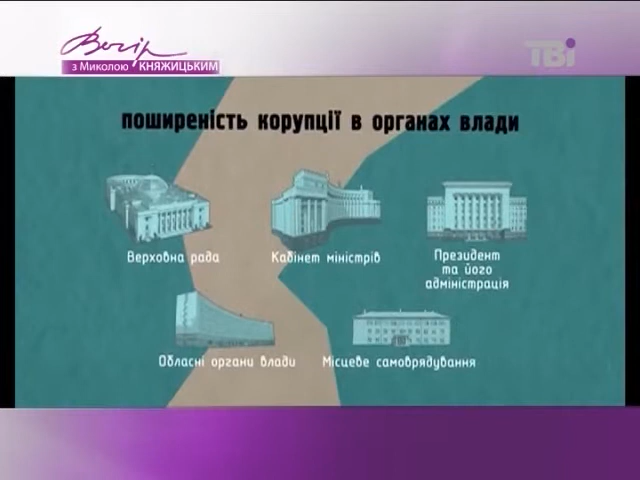 Вечір
з Миколою КНЯЖИЦЬКИМ
ТВі
поширеність корупції в органах влади
Верховна рада
Кабінет міністрів
Президент
та його
адміністрація
Обласні органи влади
Місцеве самоврядування